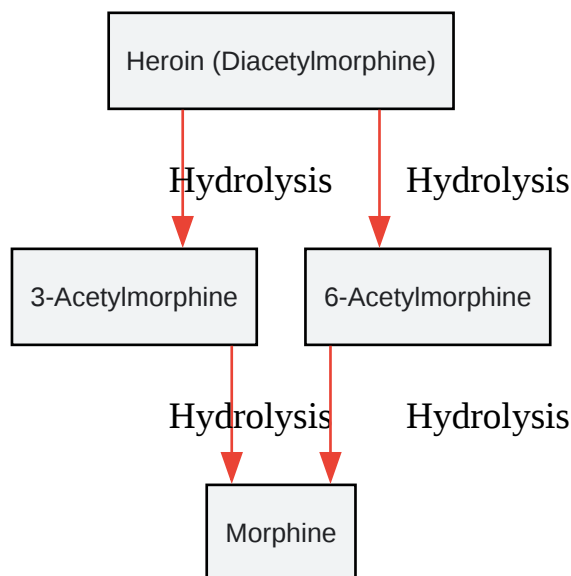 Heroin (Diacetylmorphine)
Hydrolysis Hydrolysis
3-Acetylmorphine 6-Acetylmorphine
Hydrolysis Hydrolysis
Morphine